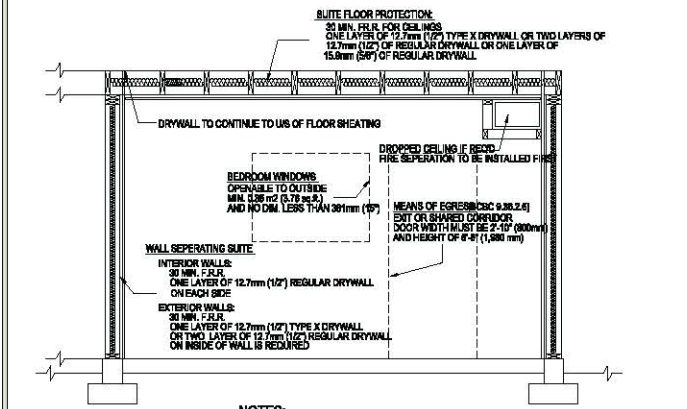 SUITE FLOOR PROTECTION:
30 MIN. F.R.R. FOR CEILINGS
ONE LAYER OF 12.7mm (1/2") TYPE X DRYWALL OR TWO LAYERS OF
12.7mm (1/2") OF REGULAR DRYWALL OR ONE LAYER OF
15.9mm (5/8") OF REGULAR DRYWALL
DRYWALL TO CONTINUE TO U/S OF FLOOR SHEATING
DROPPED CEILING IF REQ'D
FIRE SEPERATION TO BE INSTALLED FIRST
BEDROOM WINDOWS
OPENABLE TO OUTSIDE
MIN. 0.35 m2 (3.78 sq.ft.)
AND NO DIM. LESS THAN 381mm (15")
MEANS OF EGRESS [BCBC 9.36.2.6]
EXIT OR SHARED CORRIDOR
DOOR WIDTH MUST BE 2'-10" (800mm)
AND HEIGHT OF 6'-6" (1,980 mm)
WALL SEPERATING SUITE
INTERIOR WALLS:
30 MIN. F.R.R.
ONE LAYER OF 12.7mm (1/2") REGULAR DRYWALL
ON EACH SIDE
EXTERIOR WALLS:
30 MIN. F.R.R.
ONE LAYER OF 12.7mm (1/2") TYPE X DRYWALL
OR TWO LAYER OF 12.7mm (1/2") REGULAR DRYWALL
ON INSIDE OF WALL IS REQUIRED
NOTES: